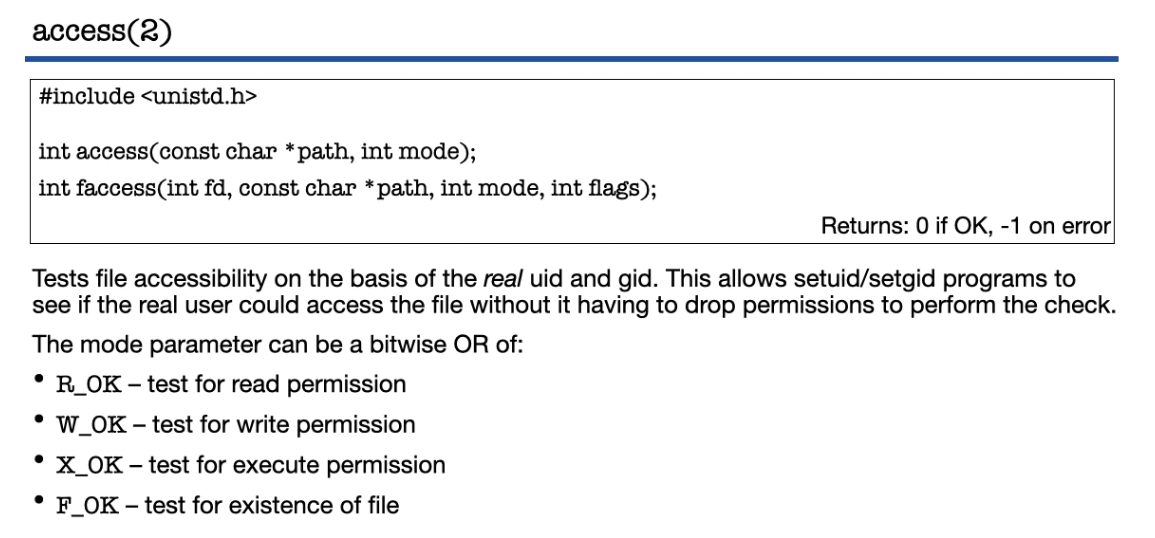 access(2)
#include <unistd.h>
int access(const char *path, int mode);
int faccess(int fd, const char *path, int mode, int flags);
Returns: 0 if OK, -1 on error
Tests file accessibility on the basis of the real uid and gid. This allows setuid/setgid programs to
see if the real user could access the file without it having to drop permissions to perform the check.
The mode parameter can be a bitwise OR of:
• R_OK – test for read permission
• W_OK – test for write permission
• X_OK – test for execute permission
• F_OK – test for existence of file